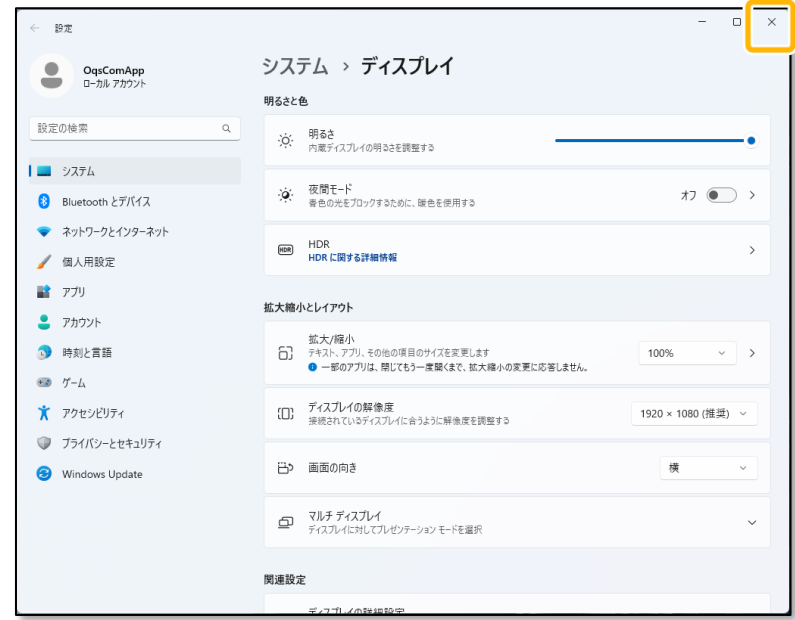 設定
OqsComApp
ローカル アカウント
設定の検索
システム
Bluetooth とデバイス
ネットワークとインターネット
個人用設定
アプリ
アカウント
時刻と言語
ゲーム
アクセシビリティ
プライバシーとセキュリティ
Windows Update
システム › ディスプレイ
明るさと色
明るさ
内蔵ディスプレイの明るさを調整する
夜間モード
青色の光をブロックするために、暖色を使用する
オフ
HDR
HDR
HDR に関する詳細情報
拡大縮小とレイアウト
拡大/縮小
テキスト、アプリ、その他の項目のサイズを変更します
一部のアプリは、閉じてもう一度開くまで、拡大縮小の変更に応答しません。
100%
ディスプレイの解像度
接続されているディスプレイに合うように解像度を調整する
1920 × 1080 (推奨)
画面の向き
横
マルチ ディスプレイ
ディスプレイに対してプレゼンテーション モードを選択
関連設定
ディスプレイの詳細設定